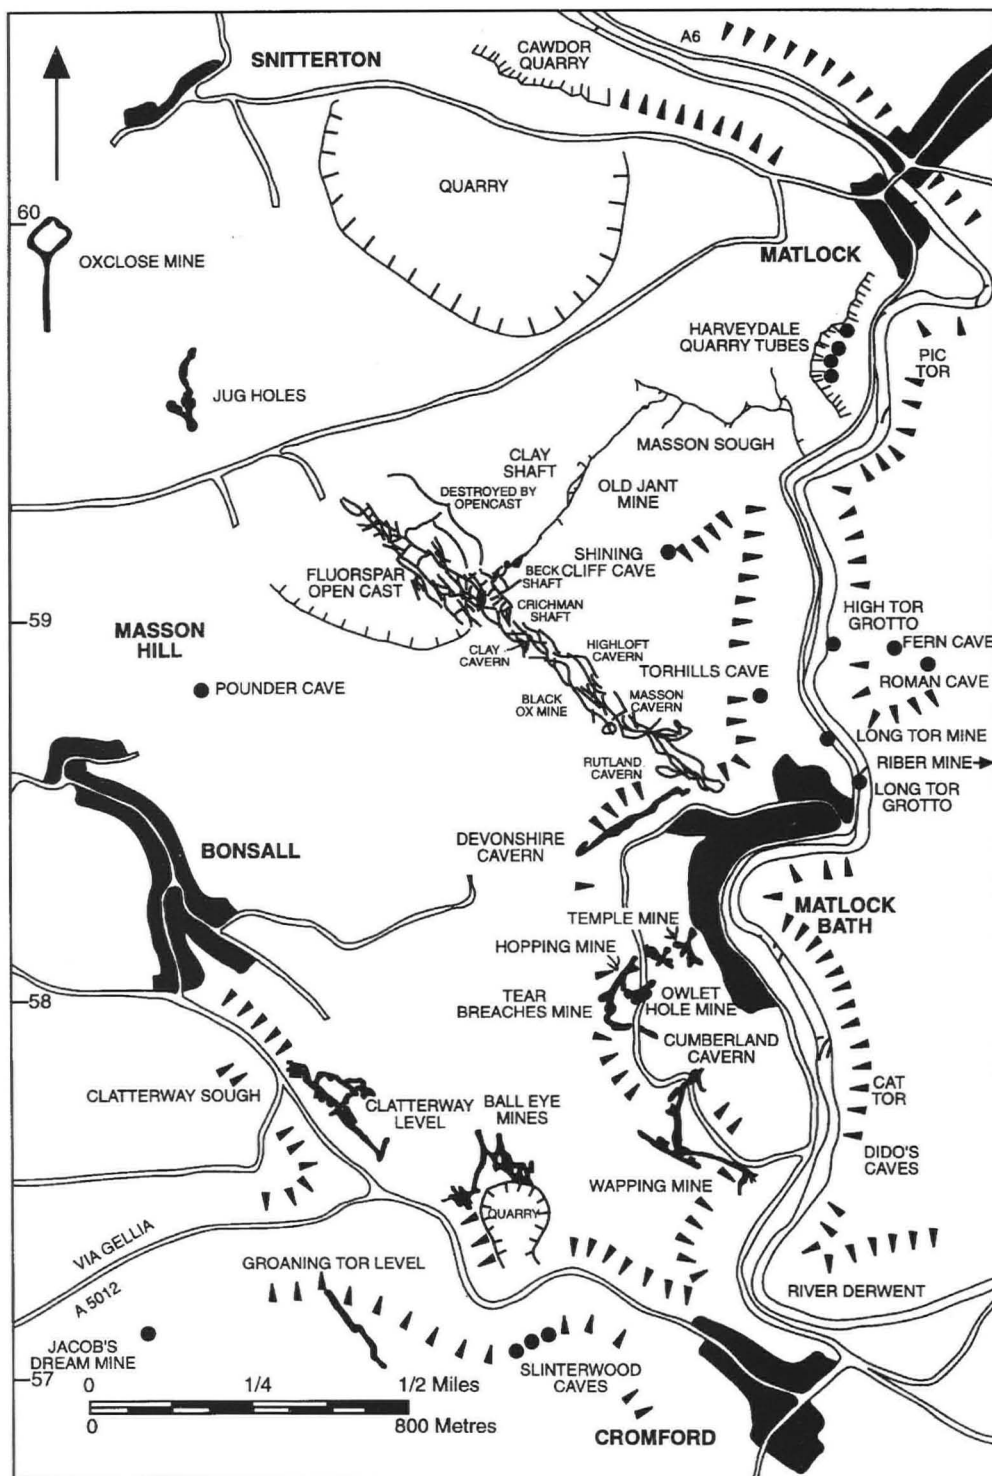 SNITTERTON
CAWDOR
QUARRY
A6
QUARRY
60
OXCLOSE MINE
MATLOCK
HARVEYDALE
QUARRY TUBES
PIC
TOR
JUG HOLES
MASSON SOUGH
CLAY
SHAFT
OLD JANT
MINE
DESTROYED BY
OPENCAST
SHINING
CLIFF CAVE
BECK
SHAFT
FLUORSPAR
OPEN CAST
CRICHMAN
SHAFT
59
MASSON
HILL
HIGH TOR
GROTTO
FERN CAVE
CLAY
CAVERN
HIGHLOFT
CAVERN
TORHILLS CAVE
ROMAN CAVE
POUNDER CAVE
BLACK
OX MINE
MASSON
CAVERN
LONG TOR MINE
RIBER MINE
RUTLAND
CAVERN
LONG TOR
GROTTO
BONSALL
DEVONSHIRE
CAVERN
MATLOCK
BATH
TEMPLE MINE
HOPPING MINE
58
TEAR
BREACHES MINE
OWLET
HOLE MINE
CUMBERLAND
CAVERN
CLATTERWAY SOUGH
CLATTERWAY
LEVEL
BALL EYE
MINES
CAT
TOR
DIDO'S
CAVES
WAPPING MINE
QUARRY
VIA GELLIA
A 5012
GROANING TOR LEVEL
RIVER DERWENT
JACOB'S
DREAM MINE
57
SLINTERWOOD
CAVES
0 1/4 1/2 Miles
0 800 Metres
CROMFORD